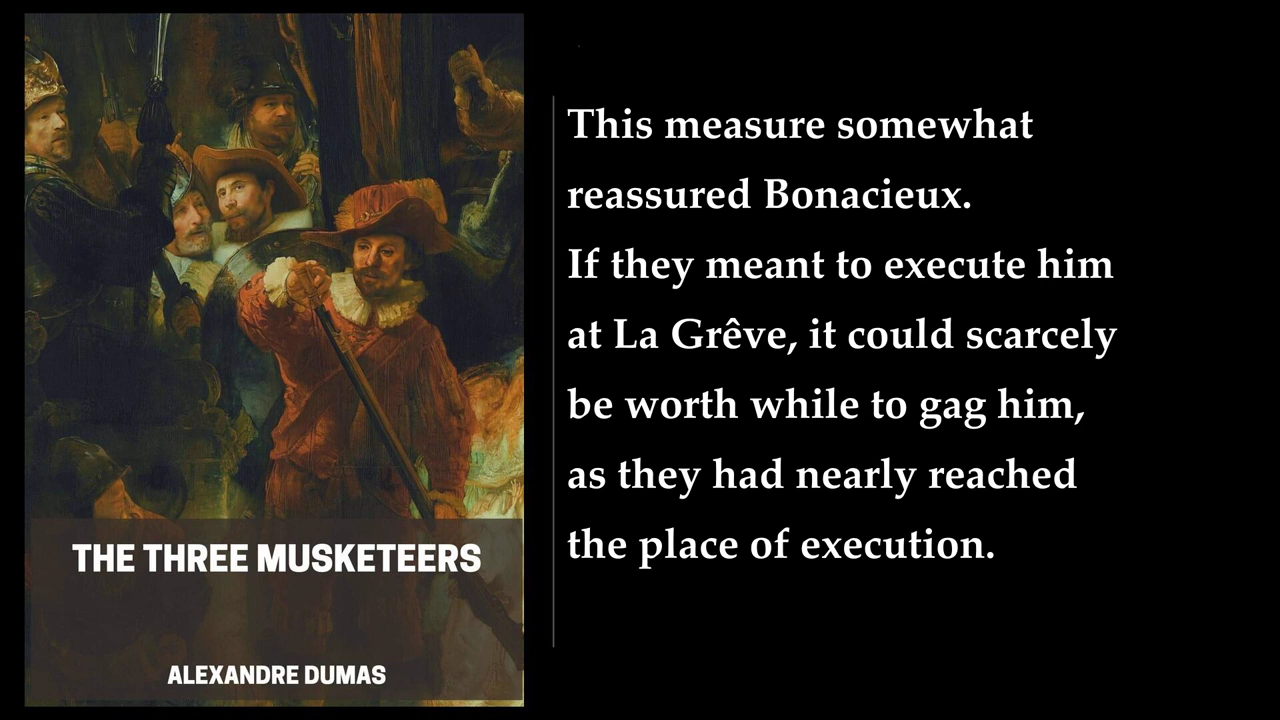 THE THREE MUSKETEERS
ALEXANDRE DUMAS
This measure somewhat
reassured Bonacieux.
If they meant to execute him
at La Grêve, it could scarcely
be worth while to gag him,
as they had nearly reached
the place of execution.